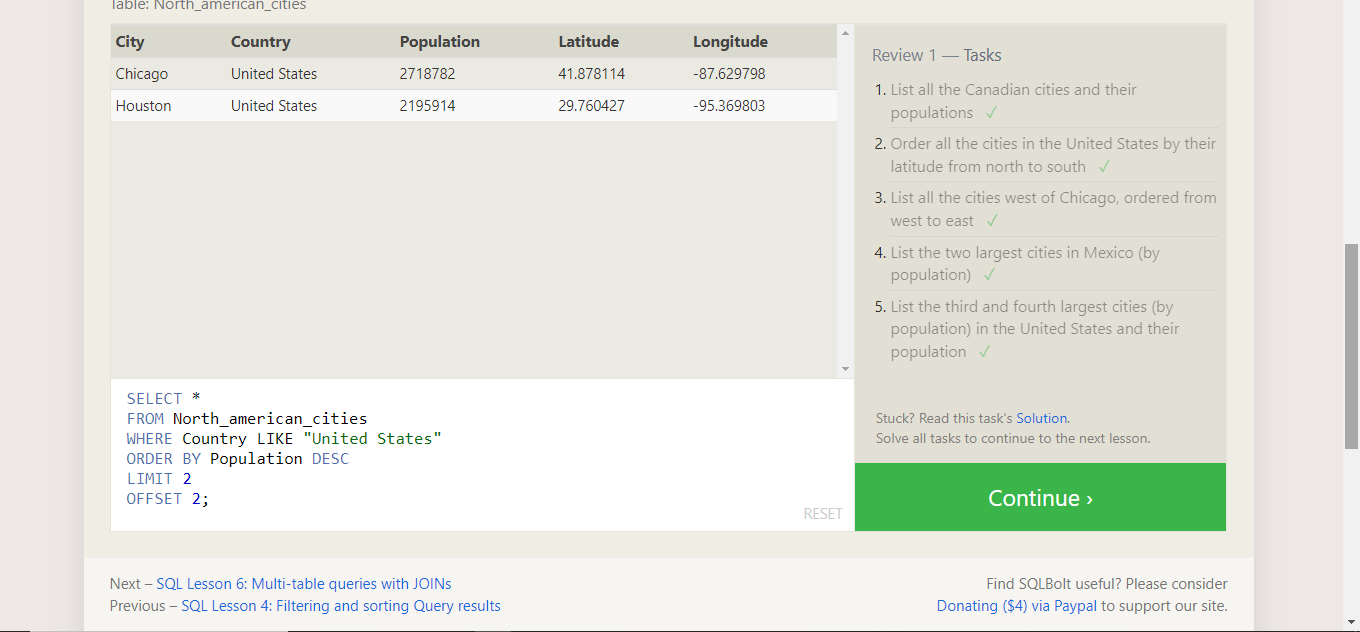 Table: North_american_cities
City Country Population Latitude Longitude
Chicago United States 2718782 41.878114 -87.629798
Houston United States 2195914 29.760427 -95.369803
SELECT *
FROM North_american_cities
WHERE Country LIKE "United States"
ORDER BY Population DESC
LIMIT 2
OFFSET 2;
RESET
Review 1 — Tasks
1. List all the Canadian cities and their
populations ✓
2. Order all the cities in the United States by their
latitude from north to south ✓
3. List all the cities west of Chicago, ordered from
west to east ✓
4. List the two largest cities in Mexico (by
population) ✓
5. List the third and fourth largest cities (by
population) in the United States and their
population ✓
Stuck? Read this task's Solution.
Solve all tasks to continue to the next lesson.
Continue ›
Next – SQL Lesson 6: Multi-table queries with JOINs
Previous – SQL Lesson 4: Filtering and sorting Query results
Find SQLBolt useful? Please consider
Donating ($4) via Paypal to support our site.